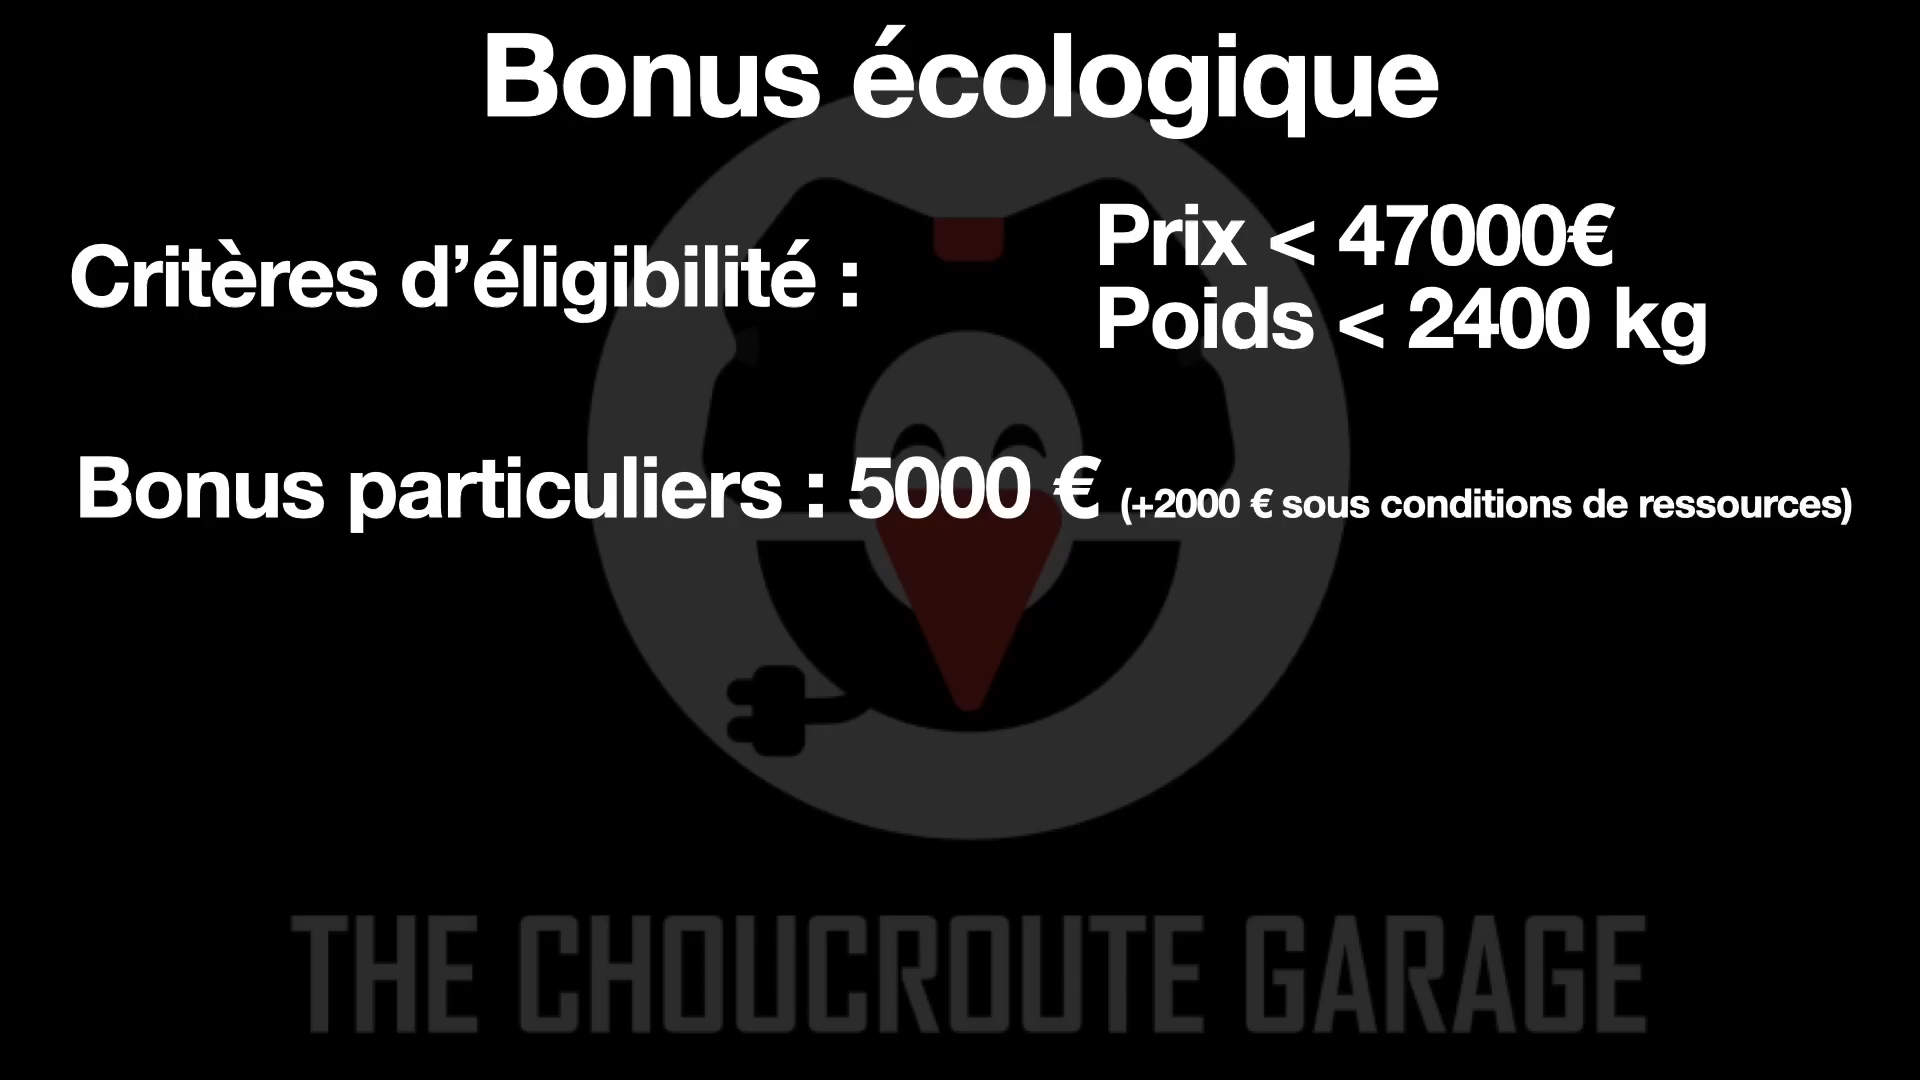 Bonus écologique
Critères d’éligibilité :
Prix < 47000€
Poids < 2400 kg
Bonus particuliers : 5000 € (+2000 € sous conditions de ressources)
THE CHOUCROUTE GARAGE